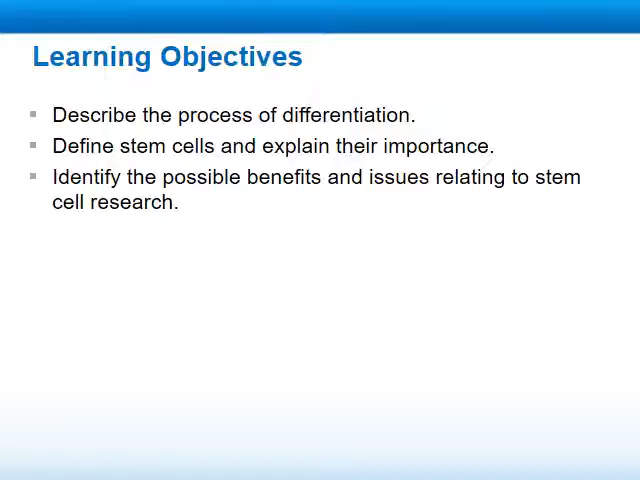 Learning Objectives
Describe the process of differentiation.
Define stem cells and explain their importance.
Identify the possible benefits and issues relating to stem
cell research.